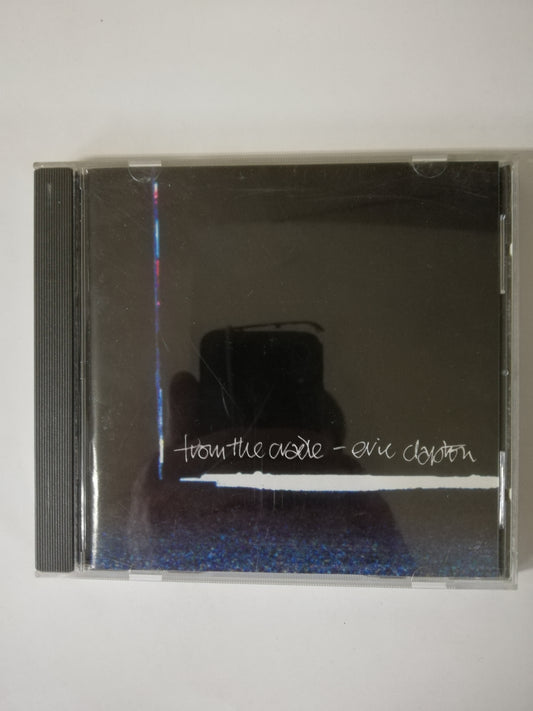 from the cradle - eric clapton